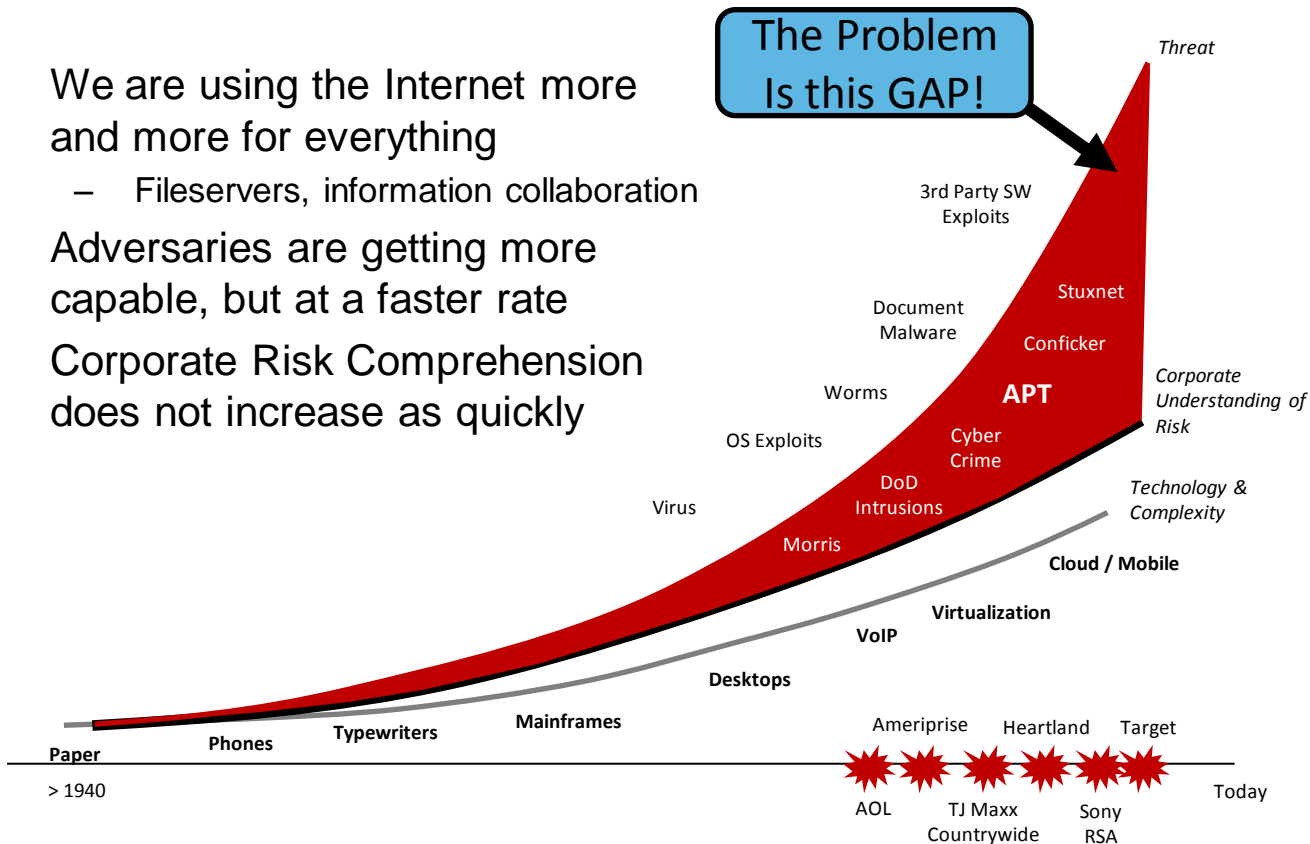 The Problem
Is this GAP!
Threat
We are using the Internet more
and more for everything
– Fileservers, information collaboration
Adversaries are getting more
capable, but at a faster rate
Corporate Risk Comprehension
does not increase as quickly
3rd Party SW
Exploits
Stuxnet
Document
Malware
Conficker
Worms
APT
Corporate
Understanding of
Risk
OS Exploits
Cyber
Crime
DoD
Intrusions
Technology &
Complexity
Virus
Morris
Cloud / Mobile
Virtualization
VoIP
Desktops
Mainframes
Typewriters
Phones
Paper
Ameriprise
Heartland
Target
> 1940
Today
AOL
TJ Maxx
Countrywide
Sony
RSA